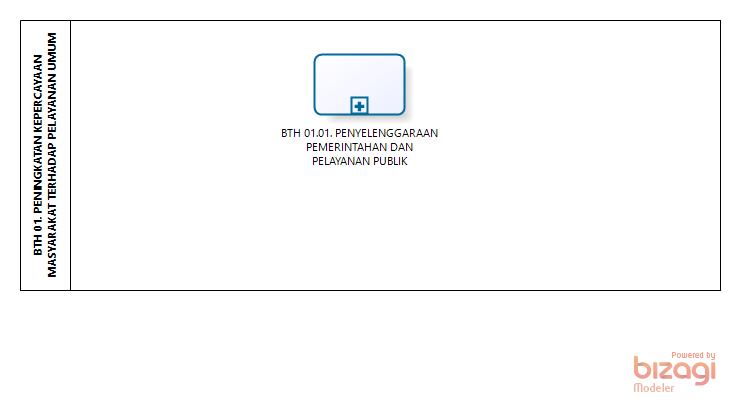 BTH 01. PENINGKATAN KEPERCAYAAN
MASYARAKAT TERHADAP PELAYANAN UMUM
BTH 01.01. PENYELENGGARAAN
PEMERINTAHAN DAN
PELAYANAN PUBLIK
Powered by
bizagi
Modeler